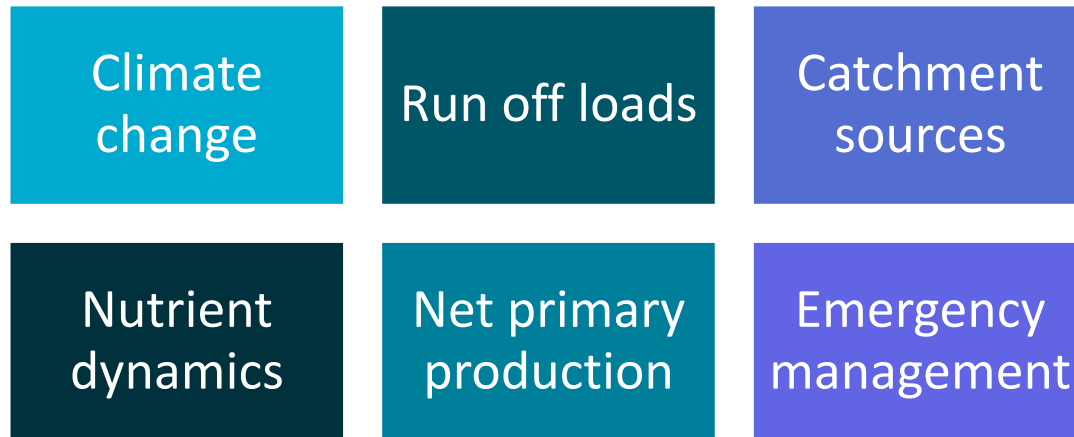 Climate
change
Run off loads
Catchment
sources
Nutrient
dynamics
Net primary
production
Emergency
management